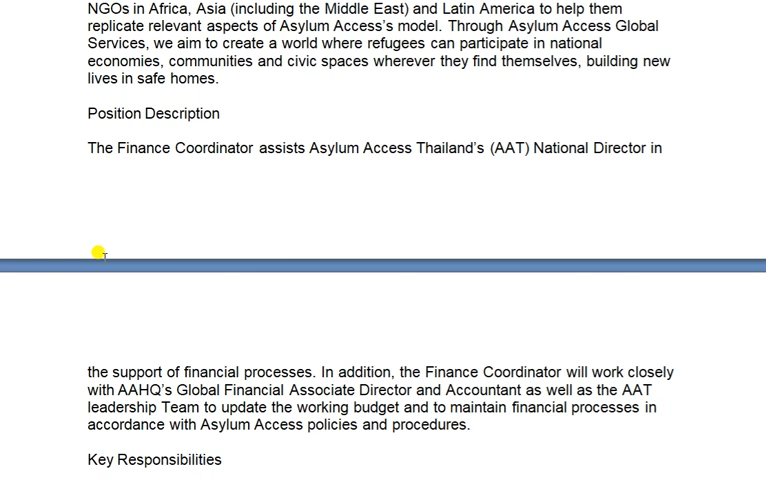 NGOs in Africa, Asia (including the Middle East) and Latin America to help them
replicate relevant aspects of Asylum Access's model. Through Asylum Access Global
Services, we aim to create a world where refugees can participate in national
economies, communities and civic spaces wherever they find themselves, building new
lives in safe homes.
Position Description
The Finance Coordinator assists Asylum Access Thailand's (AAT) National Director in
the support of financial processes. In addition, the Finance Coordinator will work closely
with AAHQ's Global Financial Associate Director and Accountant as well as the AAT
leadership Team to update the working budget and to maintain financial processes in
accordance with Asylum Access policies and procedures.
Key Responsibilities